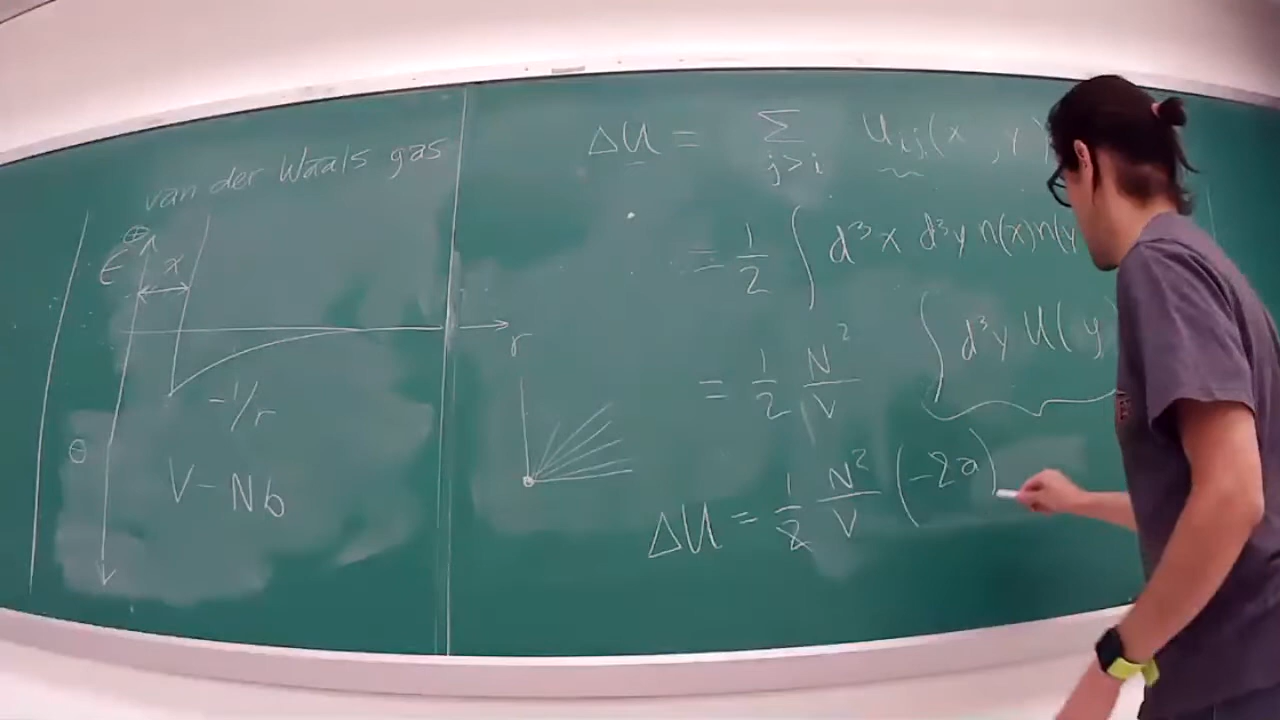 van der Waals gas
⊕
ϵ
x
r
-1/r
⊖
V - Nb
ΔU = Σ j>i U ij (x , y
= 1/2 ∫ d³x d³y n(x) n(y
= 1/2 N²/V ∫ d³y U( y
ΔU = 1/2 N²/V (-2a)